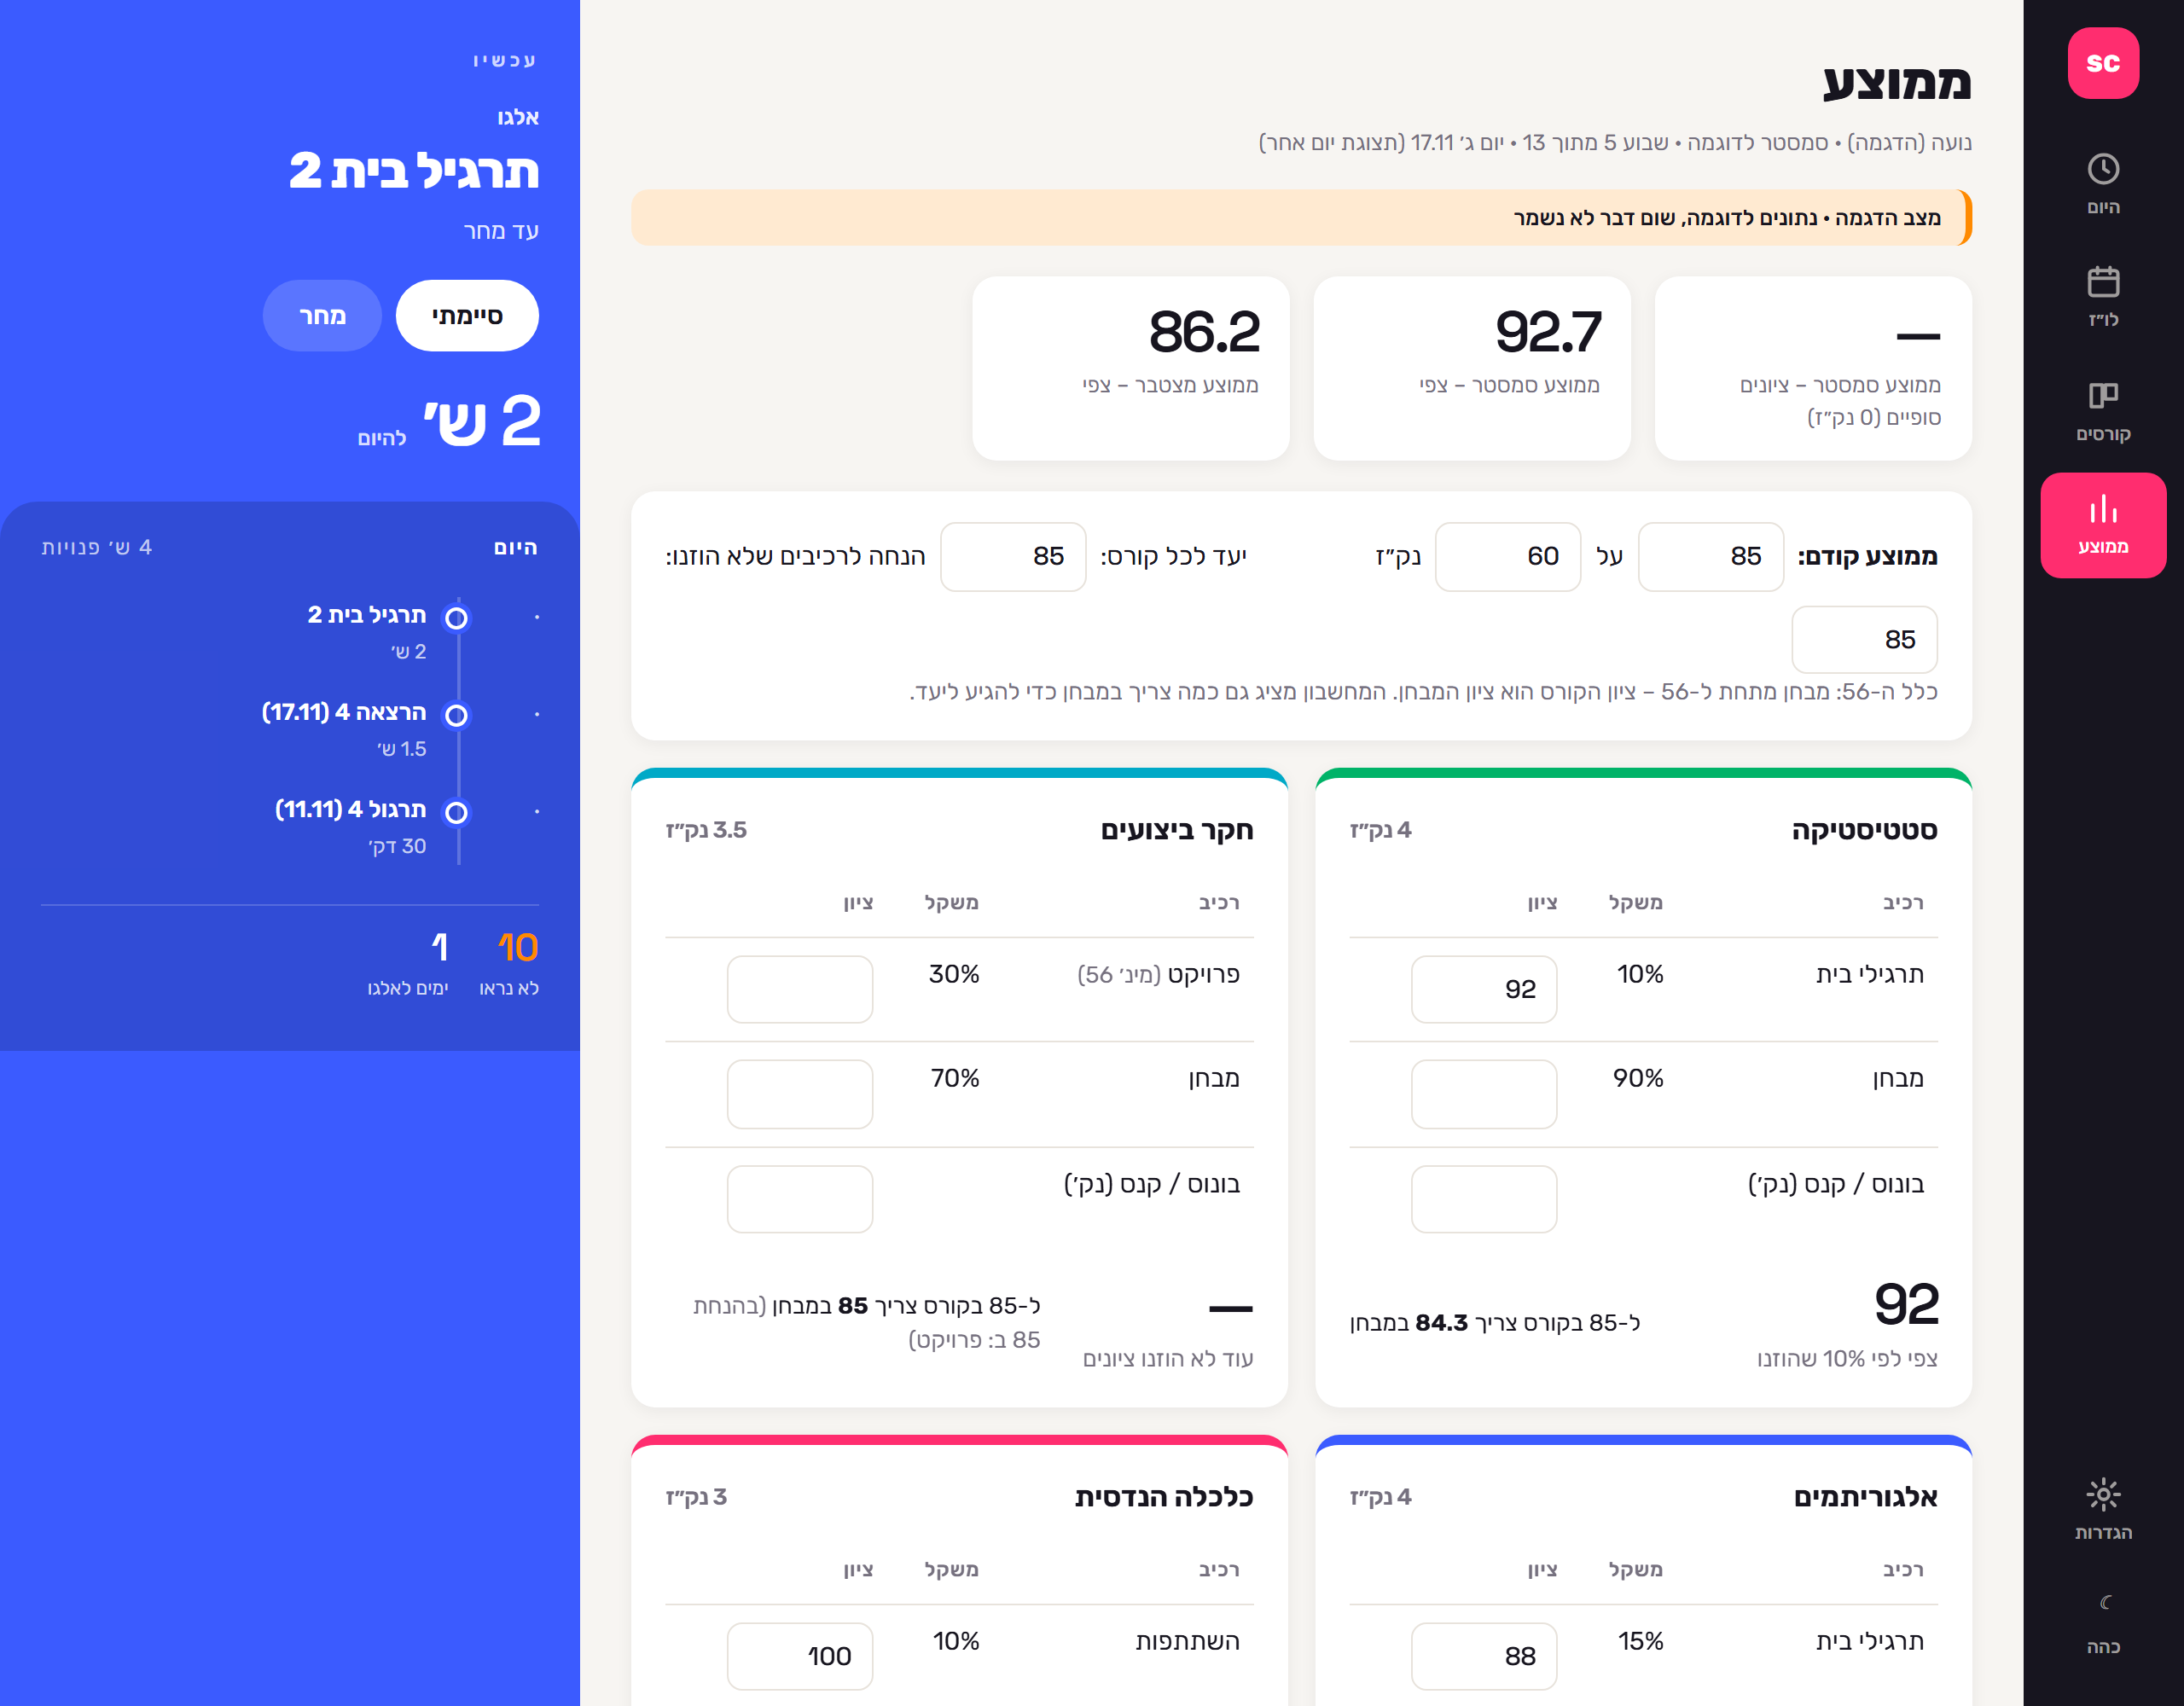 SC
היום
לו״ז
קורסים
ממוצע
הגדרות
כהה
ממוצע
נועה (הדגמה) • סמסטר לדוגמה • שבוע 5 מתוך 13 • יום ג׳ 17.11 (תצוגת יום אחר)
מצב הדגמה • נתונים לדוגמה, שום דבר לא נשמר
—
ממוצע סמסטר – ציונים
סופיים (0 נק״ז)
92.7
ממוצע סמסטר – צפי
86.2
ממוצע מצטבר – צפי
ממוצע קודם: 85 על 60 נק״ז יעד לכל קורס: 85 הנחה לרכיבים שלא הוזנו:
85
כלל ה-56: מבחן מתחת ל-56 – ציון הקורס הוא ציון המבחן. המחשבון מציג גם כמה צריך במבחן כדי להגיע ליעד.
סטטיסטיקה 4 נק״ז
רכיב משקל ציון
תרגילי בית 10% 92
מבחן 90%
בונוס / קנס (נק׳)
92
צפי לפי 10% שהוזנו
ל-85 בקורס צריך 84.3 במבחן
חקר ביצועים 3.5 נק״ז
רכיב משקל ציון
פרויקט (מינ׳ 56) 30%
מבחן 70%
בונוס / קנס (נק׳)
—
עוד לא הוזנו ציונים
ל-85 בקורס צריך 85 במבחן (בהנחת
85 ב: פרויקט)
אלגוריתמים 4 נק״ז
רכיב משקל ציון
תרגילי בית 15% 88
כלכלה הנדסית 3 נק״ז
רכיב משקל ציון
השתתפות 10% 100
עכשיו
אלגו
תרגיל בית 2
עד מחר
סיימתי מחר
2 ש׳ להיום
היום 4 ש׳ פנויות
· תרגיל בית 2
2 ש׳
· הרצאה 4 (17.11)
1.5 ש׳
· תרגול 4 (11.11)
30 דק׳
10 1
לא נראו ימים לאלגו